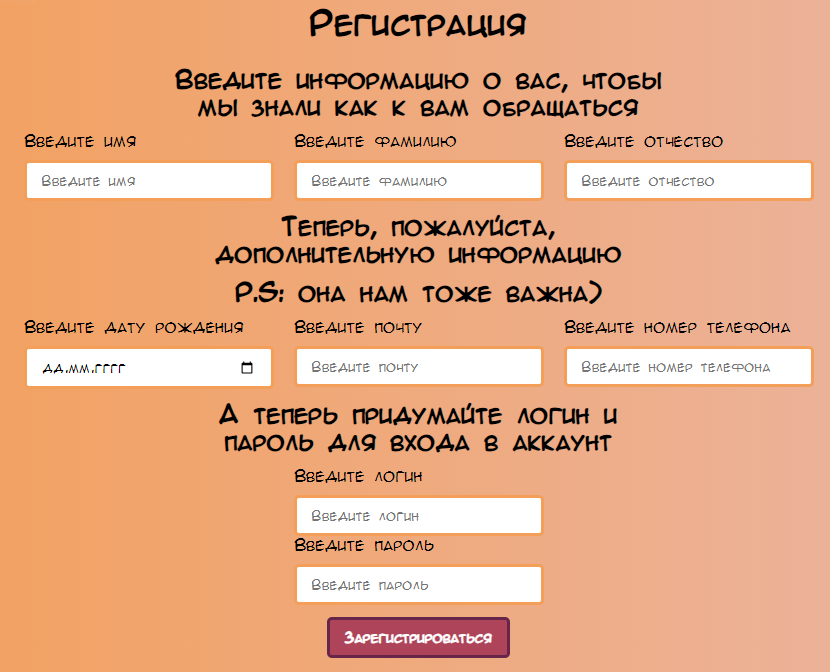 Регистрация
Введите информацию о вас, чтобы
мы знали как к вам обращаться
Введите имя Введите фамилию Введите отчество
Введите имя Введите фамилию Введите отчество
Теперь, пожалуйста,
дополнительную информацию
P.S: она нам тоже важна)
Введите дату рождения Введите почту Введите номер телефона
дд.мм.гггг Введите почту Введите номер телефона
А теперь придумайте логин и
пароль для входа в аккаунт
Введите логин
Введите логин
Введите пароль
Введите пароль
Зарегистрироваться